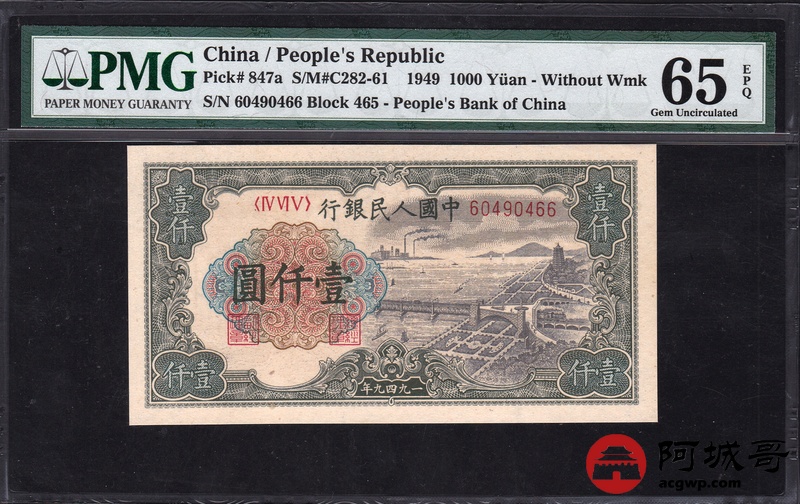 PMG
PAPER MONEY GUARANTY
China / People's Republic
Pick# 847a S/M#C282-61 1949 1000 Yüan - Without Wmk
S/N 60490466 Block 465 - People's Bank of China
65
EPQ
Gem Uncirculated
壹仟
壹仟
〈ⅣⅥⅤ〉
行銀民人國中
60490466
圓仟壹
仟壹
仟壹
年九四九一
阿城哥
acgwp.com